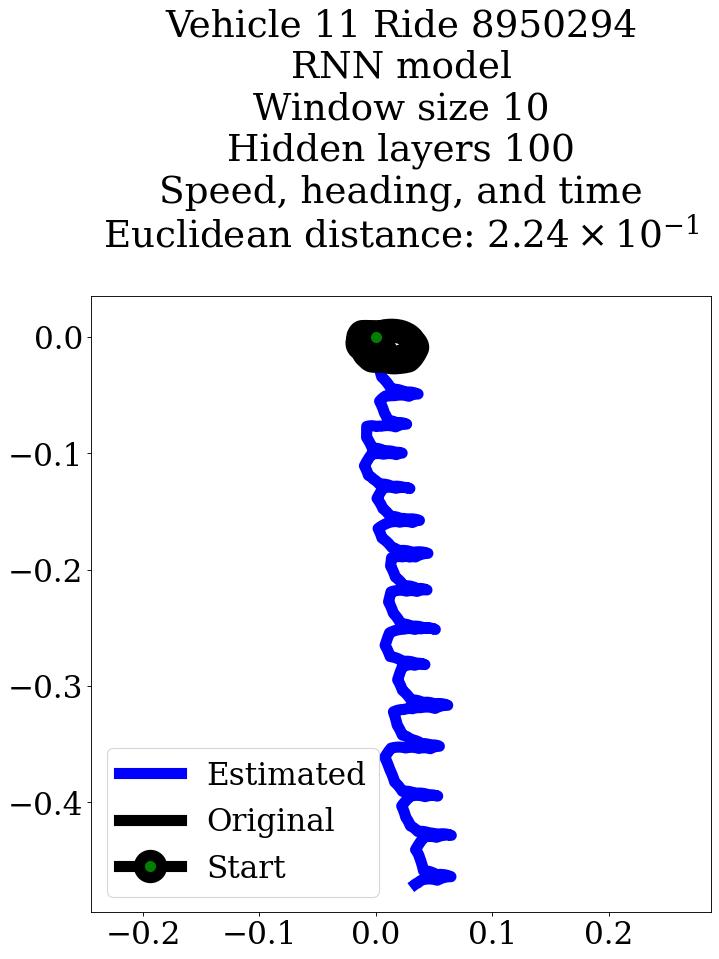 Vehicle 11 Ride 8950294
RNN model
Window size 10
Hidden layers 100
Speed, heading, and time
Euclidean distance: 2.24 × 10⁻¹
0.0
−0.1
−0.2
−0.3
−0.4
Estimated
Original
Start
−0.2 −0.1 0.0 0.1 0.2